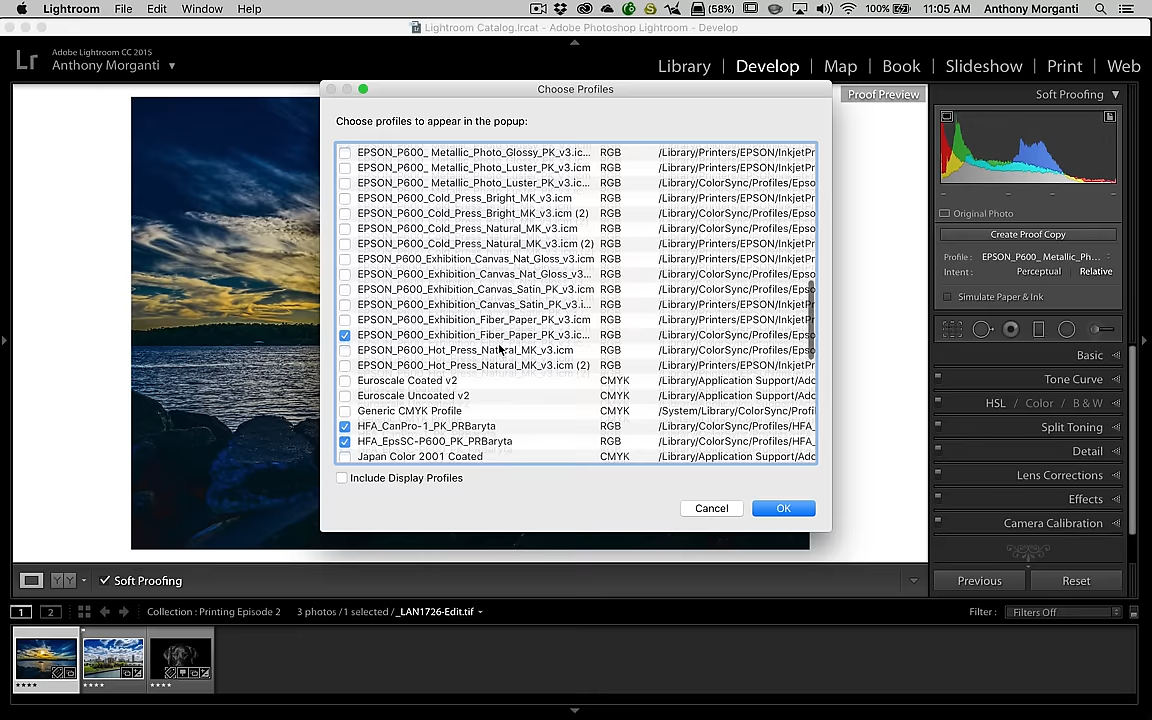 Lightroom File Edit Window Help (58%) 100% 11:05 AM Anthony Morganti
Lightroom Catalog.lrcat - Adobe Photoshop Lightroom - Develop
Lr Adobe Lightroom CC 2015
Anthony Morganti
Library | Develop | Map | Book | Slideshow | Print | Web
Choose Profiles
Choose profiles to appear in the popup:
EPSON_P600_ Metallic_Photo_Glossy_PK_v3.ic... RGB /Library/Printers/EPSON/InkjetPr
EPSON_P600_ Metallic_Photo_Luster_PK_v3.icm RGB /Library/Printers/EPSON/InkjetPr
EPSON_P600_ Metallic_Photo_Luster_PK_v3.ic... RGB /Library/ColorSync/Profiles/Epso
EPSON_P600_Cold_Press_Bright_MK_v3.icm RGB /Library/Printers/EPSON/InkjetPr
EPSON_P600_Cold_Press_Bright_MK_v3.icm (2) RGB /Library/ColorSync/Profiles/Epso
EPSON_P600_Cold_Press_Natural_MK_v3.icm RGB /Library/ColorSync/Profiles/Epso
EPSON_P600_Cold_Press_Natural_MK_v3.icm (2) RGB /Library/Printers/EPSON/InkjetPr
EPSON_P600_Exhibition_Canvas_Nat_Gloss_v3.icm RGB /Library/Printers/EPSON/InkjetPr
EPSON_P600_Exhibition_Canvas_Nat_Gloss_v3... RGB /Library/ColorSync/Profiles/Epso
EPSON_P600_Exhibition_Canvas_Satin_PK_v3.icm RGB /Library/ColorSync/Profiles/Epso
EPSON_P600_Exhibition_Canvas_Satin_PK_v3.i... RGB /Library/Printers/EPSON/InkjetPr
EPSON_P600_Exhibition_Fiber_Paper_PK_v3.icm RGB /Library/Printers/EPSON/InkjetPr
EPSON_P600_Exhibition_Fiber_Paper_PK_v3.ic... RGB /Library/ColorSync/Profiles/Epso
EPSON_P600_Hot_Press_Natural_MK_v3.icm RGB /Library/ColorSync/Profiles/Epso
EPSON_P600_Hot_Press_Natural_MK_v3.icm (2) RGB /Library/Printers/EPSON/InkjetPr
Euroscale Coated v2 CMYK /Library/Application Support/Adc
Euroscale Uncoated v2 CMYK /Library/Application Support/Adc
Generic CMYK Profile CMYK /System/Library/ColorSync/Profil
HFA_CanPro-1_PK_PRBaryta RGB /Library/ColorSync/Profiles/HFA_
HFA_EpsSC-P600_PK_PRBaryta RGB /Library/ColorSync/Profiles/HFA_
Japan Color 2001 Coated CMYK /Library/Application Support/Adc
Include Display Profiles
Cancel OK
Proof Preview
Soft Proofing
Original Photo
Create Proof Copy
Profile : EPSON_P600_ Metallic_Ph...
Intent : Perceptual Relative
Simulate Paper & Ink
Basic
Tone Curve
HSL / Color / B & W
Split Toning
Detail
Lens Corrections
Effects
Camera Calibration
Previous Reset
YY Soft Proofing
1 2 Collection : Printing Episode 2 3 photos / 1 selected / _LAN1726-Edit.tif Filter : Filters Off